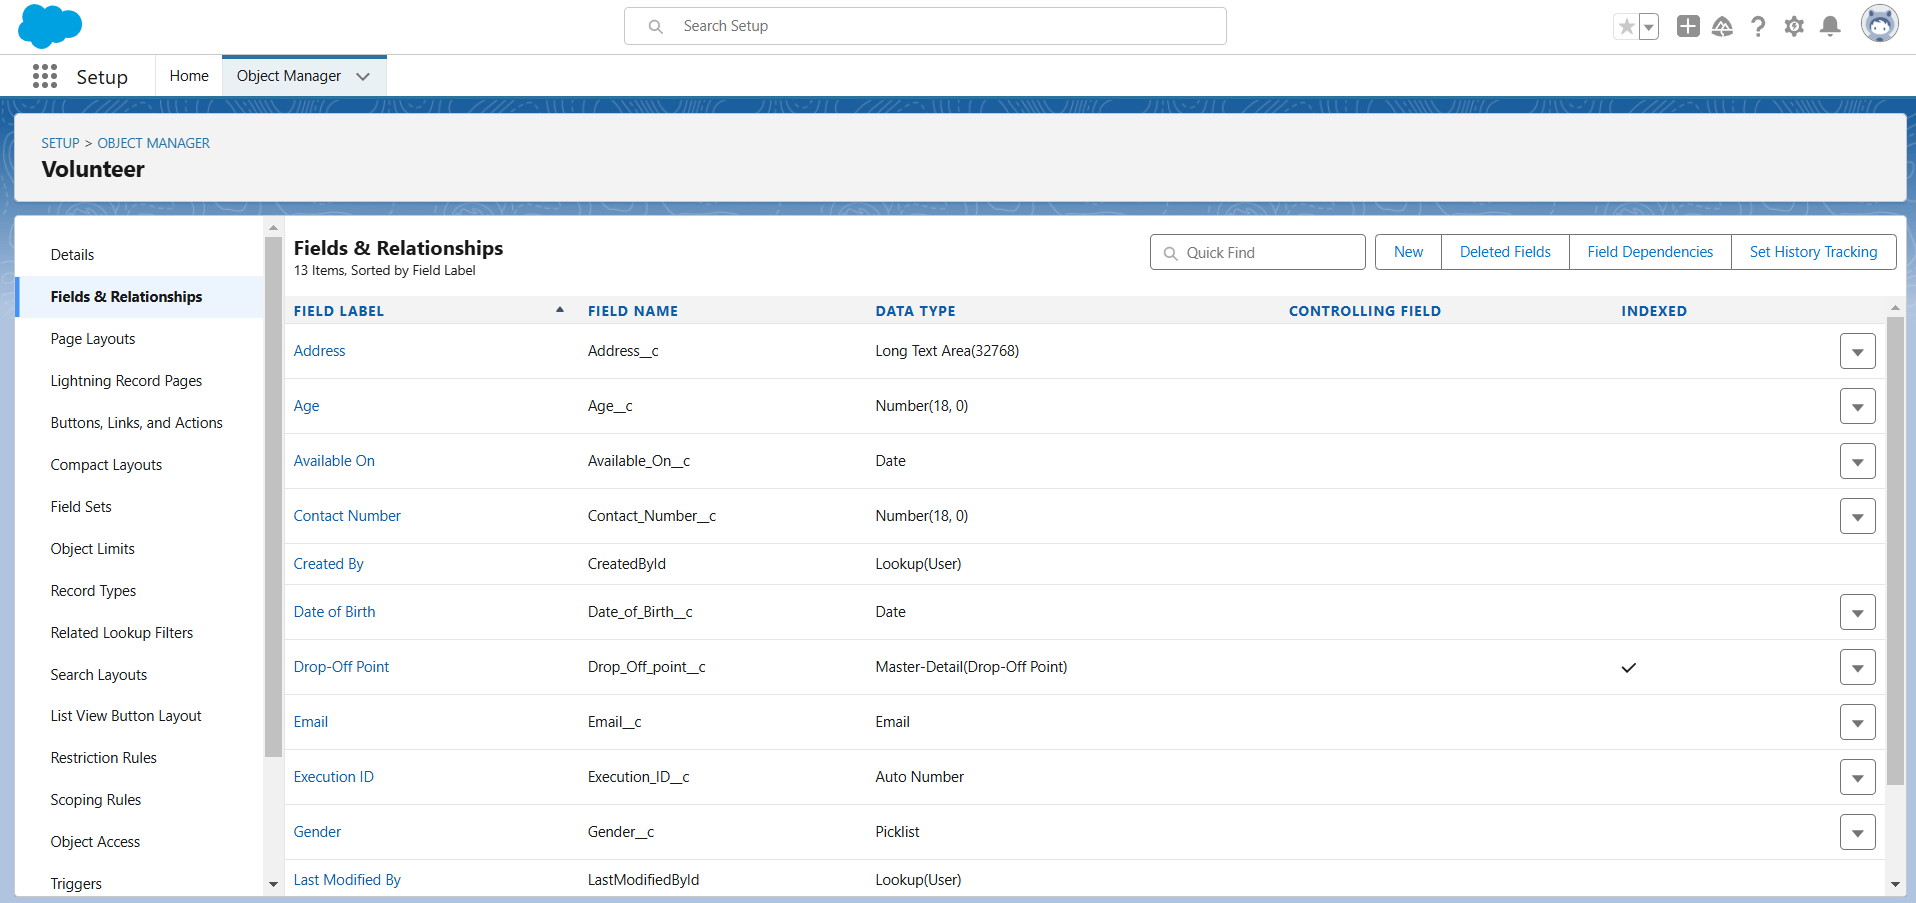 Search Setup
Setup
Home
Object Manager
SETUP > OBJECT MANAGER
Volunteer
Details
Fields & Relationships
Page Layouts
Lightning Record Pages
Buttons, Links, and Actions
Compact Layouts
Field Sets
Object Limits
Record Types
Related Lookup Filters
Search Layouts
List View Button Layout
Restriction Rules
Scoping Rules
Object Access
Triggers
Fields & Relationships
13 Items, Sorted by Field Label
Quick Find
New
Deleted Fields
Field Dependencies
Set History Tracking
FIELD LABEL FIELD NAME DATA TYPE CONTROLLING FIELD INDEXED
Address Address__c Long Text Area(32768)
Age Age__c Number(18, 0)
Available On Available_On__c Date
Contact Number Contact_Number__c Number(18, 0)
Created By CreatedById Lookup(User)
Date of Birth Date_of_Birth__c Date
Drop-Off Point Drop_Off_point__c Master-Detail(Drop-Off Point)
Email Email__c Email
Execution ID Execution_ID__c Auto Number
Gender Gender__c Picklist
Last Modified By LastModifiedById Lookup(User)